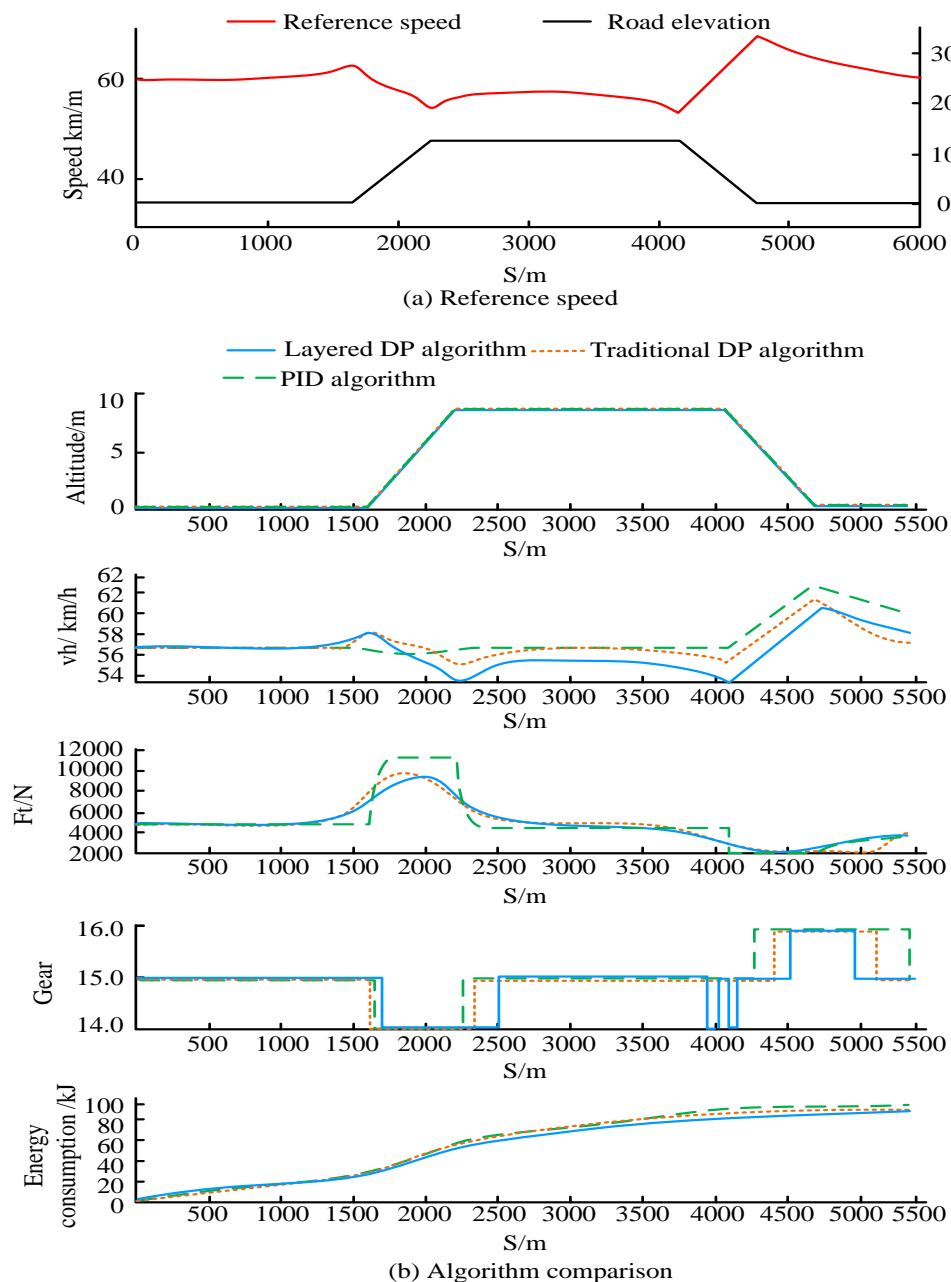 Reference speed Road elevation
Speed km/m
60
40
30
20
10
0
0 1000 2000 3000 4000 5000 6000
S/m
(a) Reference speed
Layered DP algorithm Traditional DP algorithm
PID algorithm
Altitude/m
10
5
0
500 1000 1500 2000 2500 3000 3500 4000 4500 5000 5500
S/m
vh/ km/h
62
62
60
58
56
54
500 1000 1500 2000 2500 3000 3500 4000 4500 5000 5500
S/m
Ft/N
12000
10000
8000
6000
4000
2000
500 1000 1500 2000 2500 3000 3500 4000 4500 5000 5500
S/m
Gear
16.0
15.0
14.0
500 1000 1500 2000 2500 3000 3500 4000 4500 5000 5500
S/m
Energy
consumption /kJ
100
80
60
40
20
0
500 1000 1500 2000 2500 3000 3500 4000 4500 5000 5500
S/m
(b) Algorithm comparison